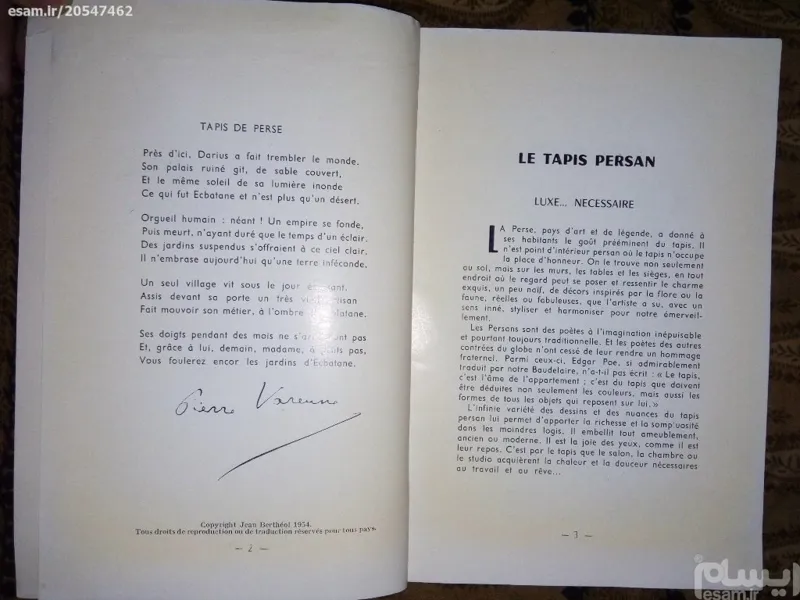 esam.ir/20547462
TAPIS DE PERSE
Près d'ici, Darius a fait trembler le monde.
Son palais ruiné gît, de sable couvert,
Et le même soleil de sa lumière inonde
Ce qui fut Ecbatane et n'est plus qu'un désert.
Orgueil humain : néant ! Un empire se fonde,
Puis meurt, n'ayant duré que le temps d'un éclair.
Des jardins suspendus s'offraient à ce ciel clair.
Il n'embrase aujourd'hui qu'une terre inféconde.
Un seul village vit sous le jour
Assis devant sa porte un très
Fait mouvoir son métier, à l'ombre
Ses doigts pendant des mois ne pas
Et, grâce à lui, demain, madame, à pas,
Vous foulerez encor les jardins d'Ecbatane.
Pierre Varenne
Copyright Jean Berthéol 1954.
Tous droits de reproduction ou de traduction réservés pour tous pays.
— 2 —
LE TAPIS PERSAN
LUXE... NECESSAIRE
LA Perse, pays d'art et de légende, a donné à
ses habitants le goût prééminent du tapis. Il
n'est point d'intérieur persan où le tapis n'occupe
la place d'honneur. On le trouve non seulement
au sol, mais sur les murs, les tables et les sièges, en tout
endroit où le regard peut se poser et ressentir le charme
exquis, un peu naïf, de décors inspirés par la flore ou la
faune, réelles ou fabuleuses, que l'artiste a su, avec un
sens inné, styliser et harmoniser pour notre émerveil-
lement.
Les Persans sont des poètes à l'imagination inépuisable
et pourtant toujours traditionnelle. Et les poètes des autres
contrées du globe n'ont cessé de leur rendre un hommage
fraternel. Parmi ceux-ci, Edgar Poe, si admirablement
traduit par notre Baudelaire, n'a-t-il pas écrit : « Le tapis,
c'est l'âme de l'appartement ; c'est du tapis que doivent
être déduites non seulement les couleurs, mais aussi les
formes de tous les objets qui reposent sur lui. »
L'infinie variété des dessins et des nuances du tapis
persan lui permet d'apporter la richesse et la somptuosité
dans les moindres logis. Il embellit tout ameublement,
ancien ou moderne. Il est la joie des yeux, comme il est
leur repos. C'est par le tapis que le salon, la chambre ou
le studio acquièrent la chaleur et la douceur nécessaires
au travail et au rêve...
— 3 —
ایسام
esam.ir